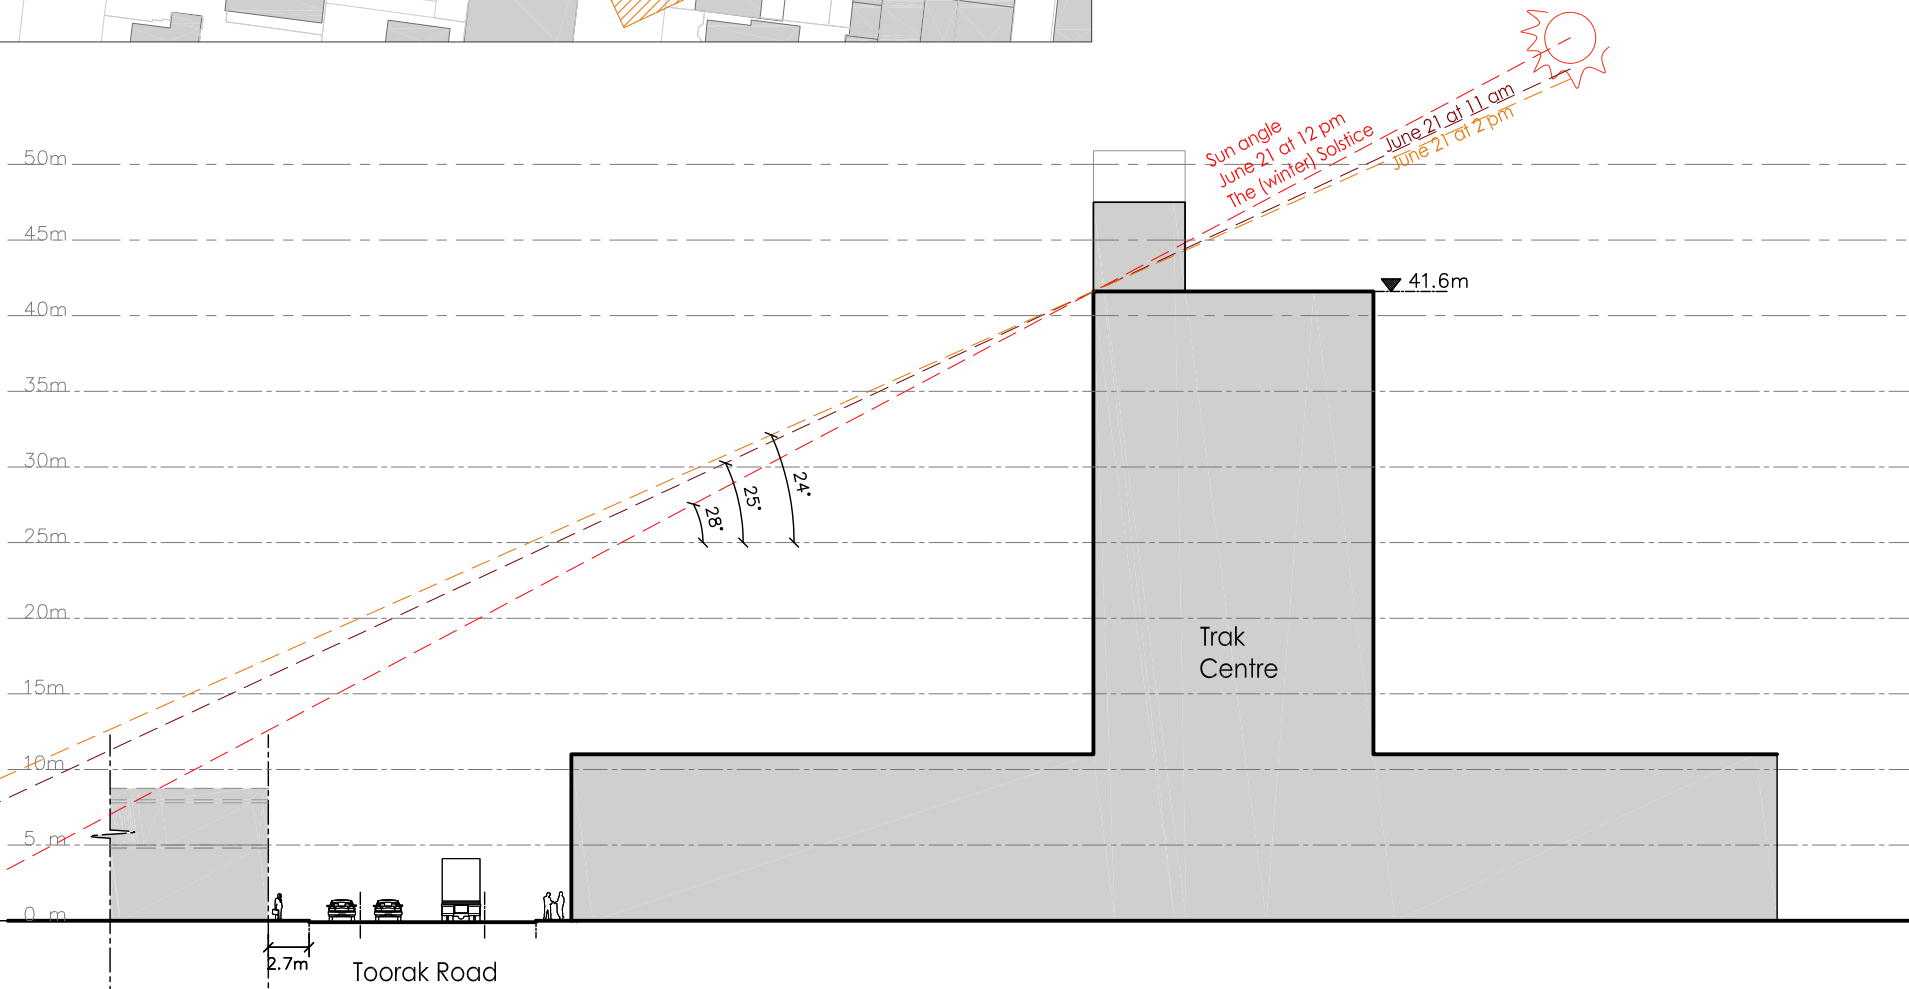 Sun angle
June 21 at 12 pm
The (winter) Solstice
June 21 at 11 am
June 21 at 2 pm
50m
45m
41.6m
40m
35m
30m
24°
25°
28°
25m
20m
Trak
Centre
15m
10m
5 m
0 m
2.7m
Toorak Road